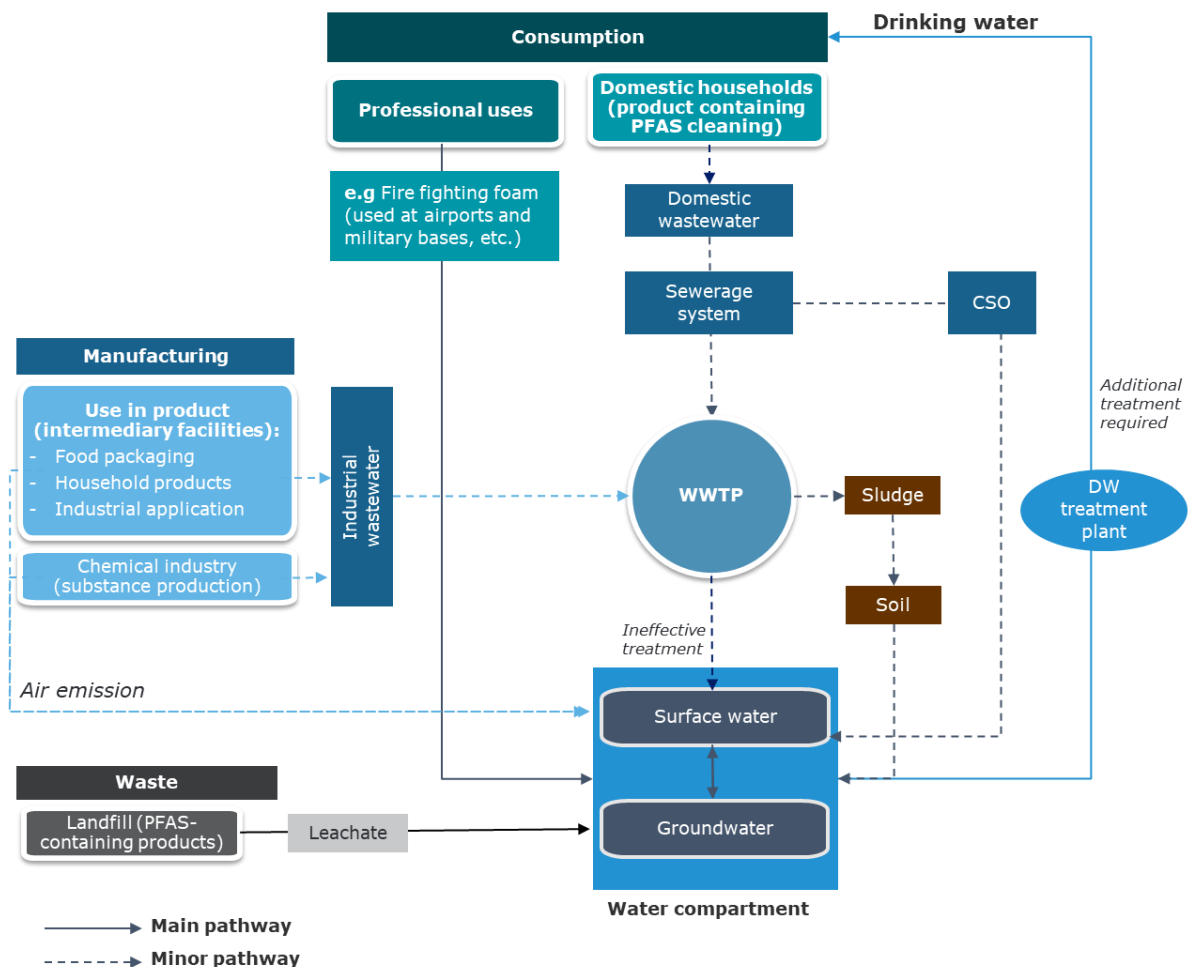 Consumption
Drinking water
Professional uses
Domestic households
(product containing
PFAS cleaning)
e.g Fire fighting foam
(used at airports and
military bases, etc.)
Domestic
wastewater
Sewerage
system
CSO
Manufacturing
Use in product
(intermediary facilities):
- Food packaging
- Household products
- Industrial application
Chemical industry
(substance production)
Industrial
wastewater
WWTP
Sludge
Soil
Additional
treatment
required
DW
treatment
plant
Ineffective
treatment
Air emission
Surface water
Groundwater
Water compartment
Waste
Landfill (PFAS-
containing products)
Leachate
Main pathway
Minor pathway